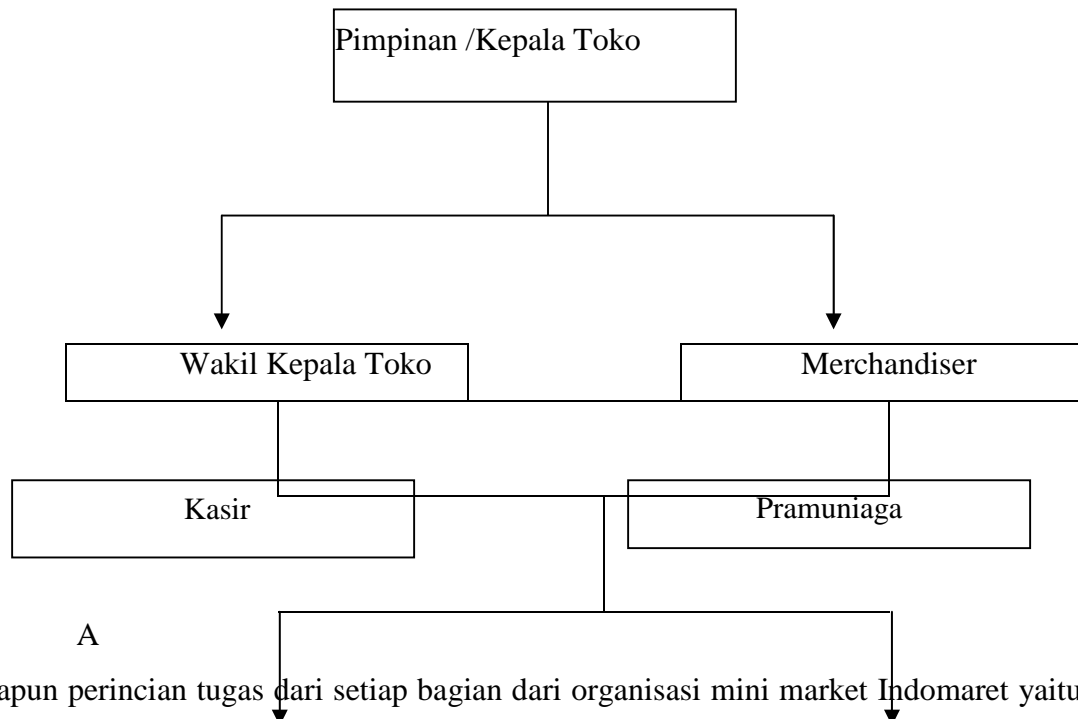 Pimpinan /Kepala Toko
Wakil Kepala Toko
Merchandiser
Kasir
Pramuniaga
A
apun perincian tugas dari setiap bagian dari organisasi mini market Indomaret yaitu